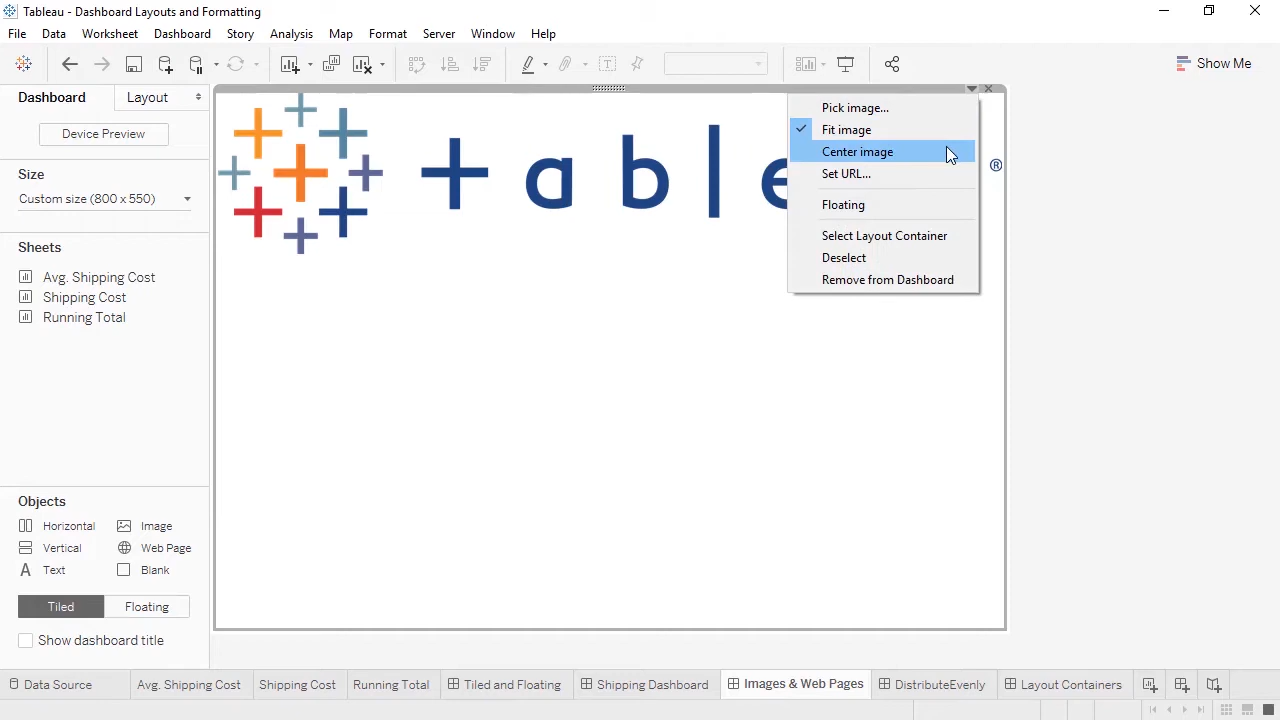 Tableau - Dashboard Layouts and Formatting
File Data Worksheet Dashboard Story Analysis Map Format Server Window Help
Show Me
Dashboard Layout
Device Preview
Size
Custom size (800 x 550)
Sheets
Avg. Shipping Cost
Shipping Cost
Running Total
Objects
Horizontal Image
Vertical Web Page
A Text Blank
Tiled Floating
Show dashboard title
+ a b l e ®
Pick image...
Fit image
Center image
Set URL...
Floating
Select Layout Container
Deselect
Remove from Dashboard
Data Source Avg. Shipping Cost Shipping Cost Running Total Tiled and Floating Shipping Dashboard Images & Web Pages DistributeEvenly Layout Containers